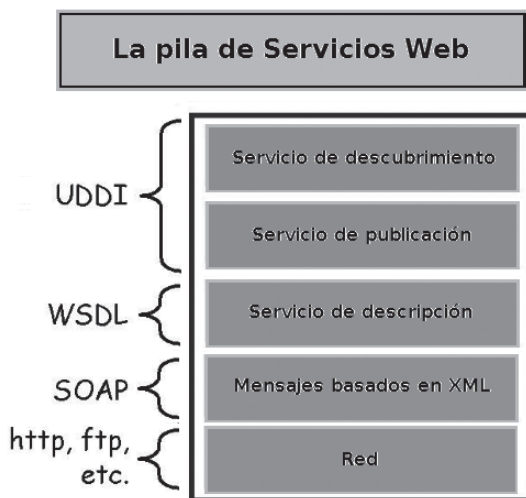 La pila de Servicios Web
UDDI
Servicio de descubrimiento
Servicio de publicación
WSDL
Servicio de descripción
SOAP
Mensajes basados en XML
http, ftp,
etc.
Red